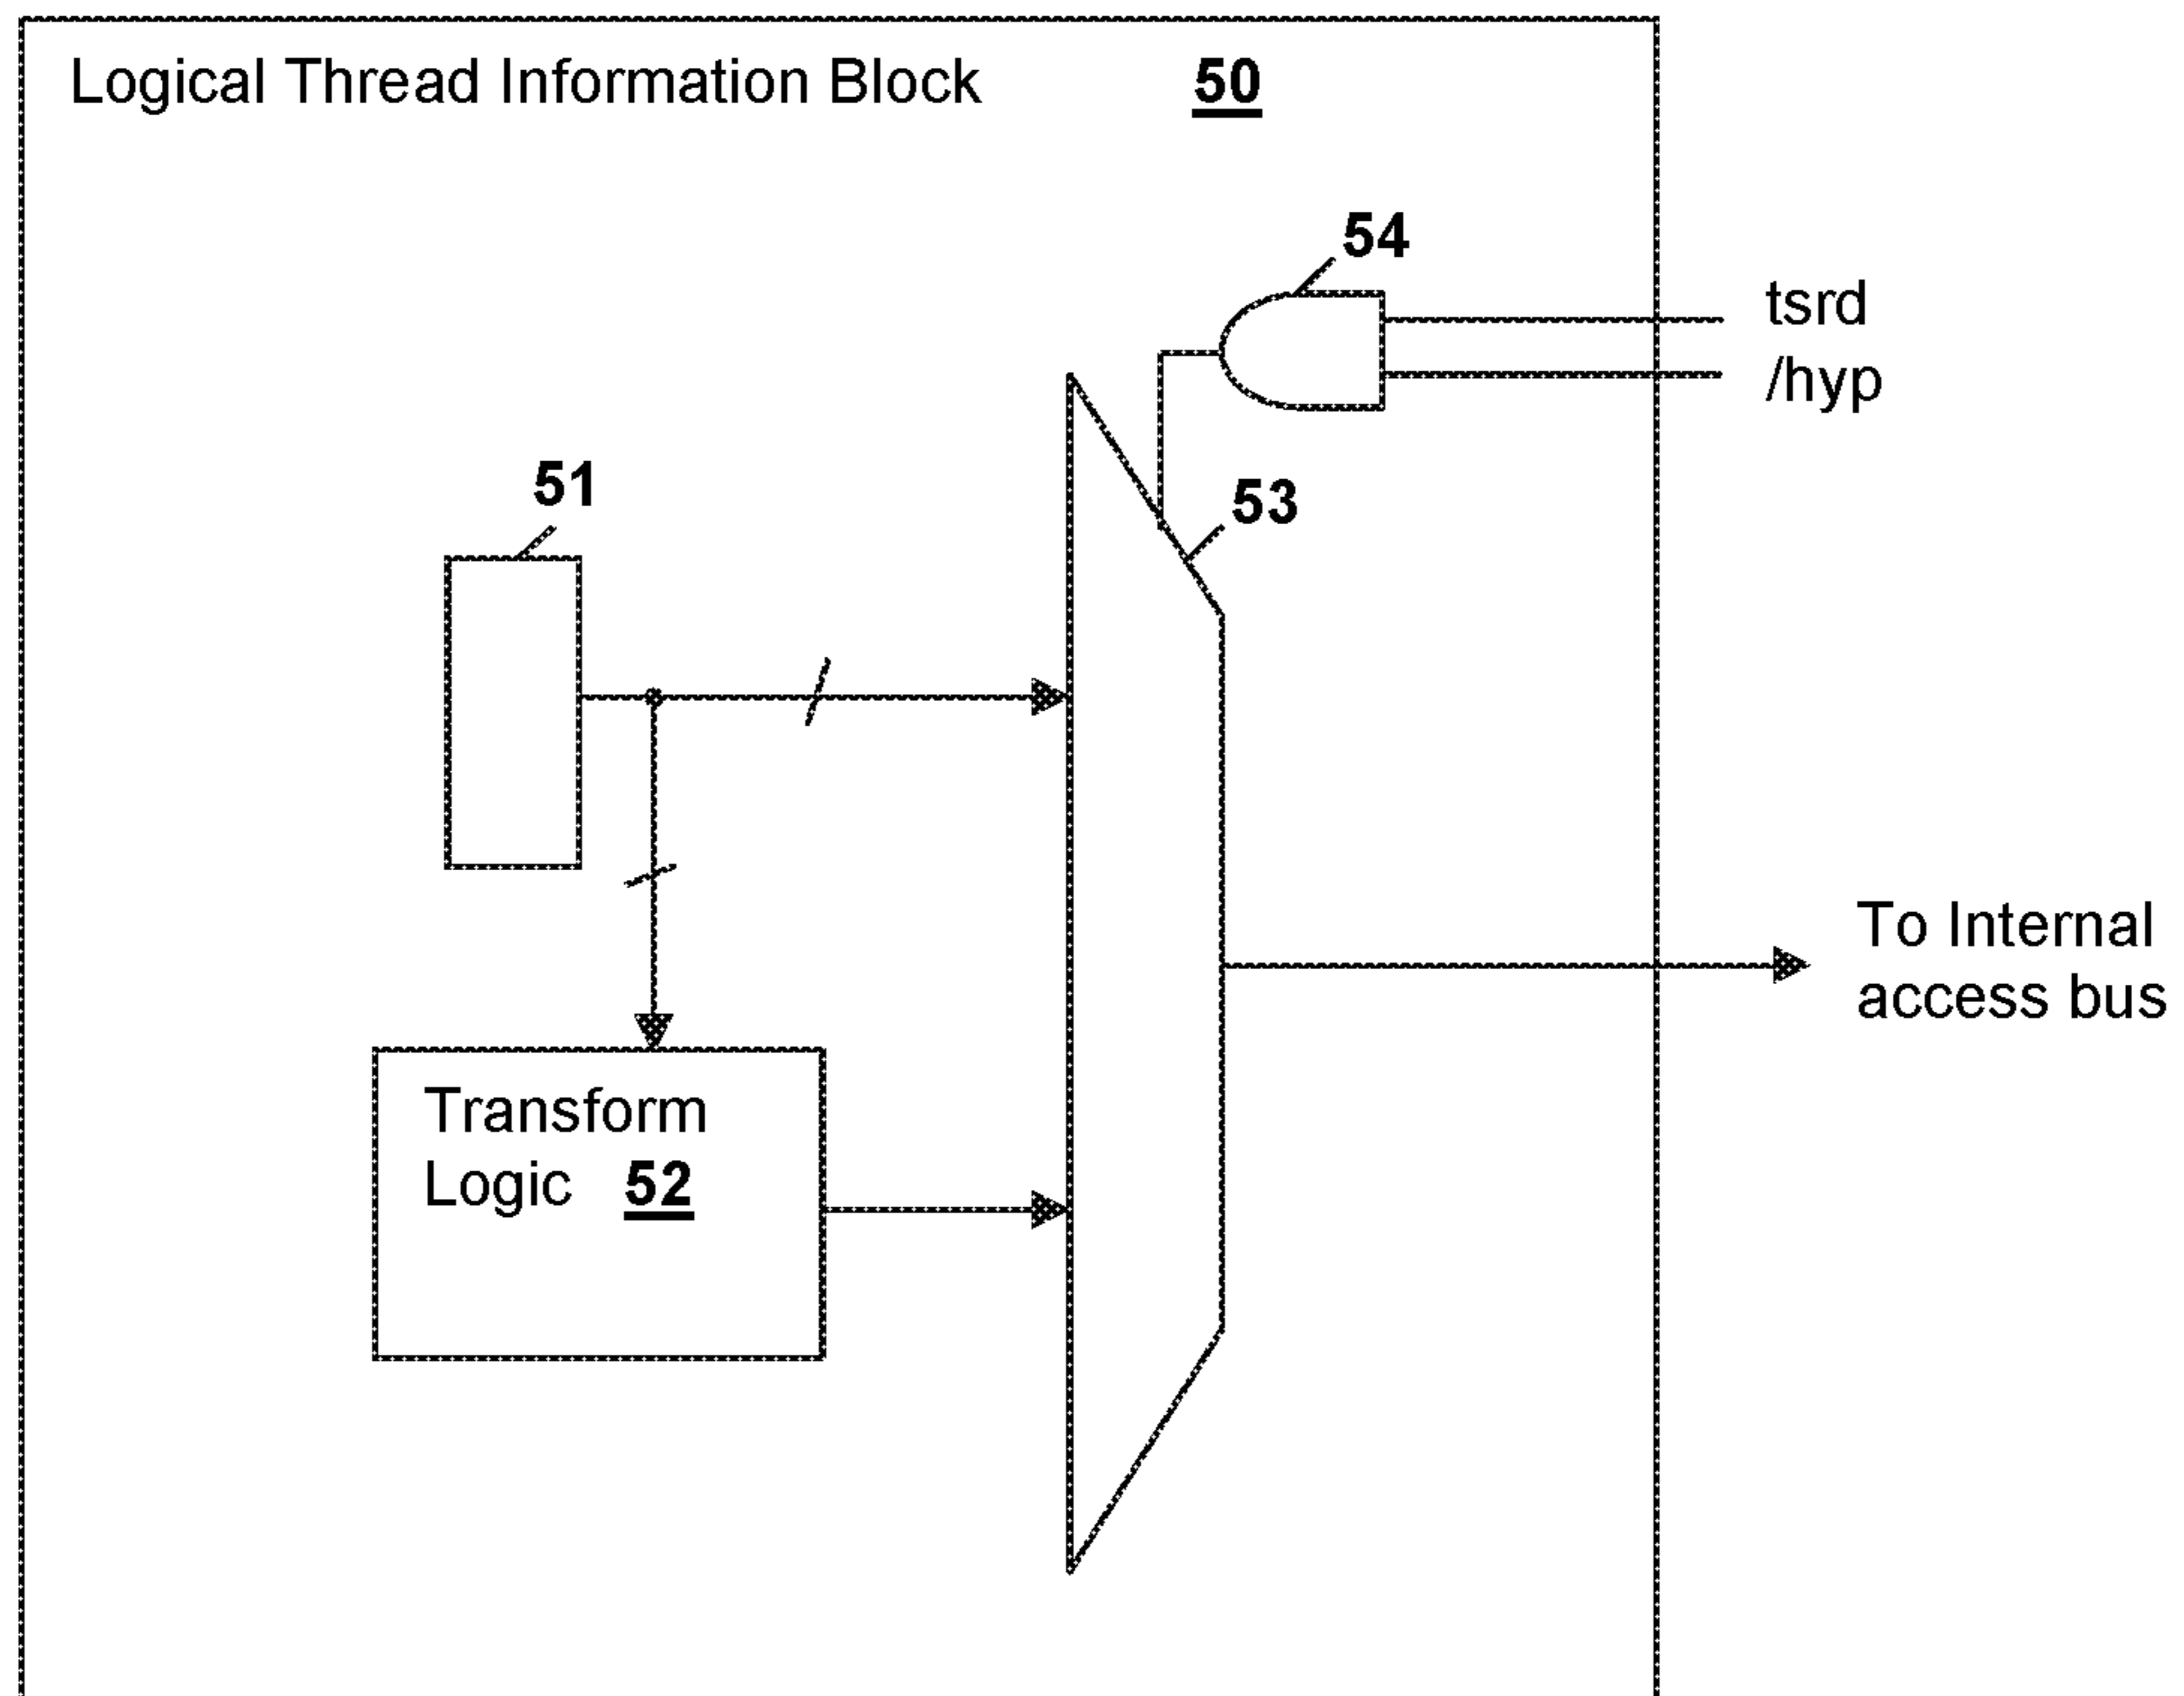 Logical Thread Information Block 50
54
tsrd
/hyp
51
53
To Internal
access bus
Transform
Logic 52